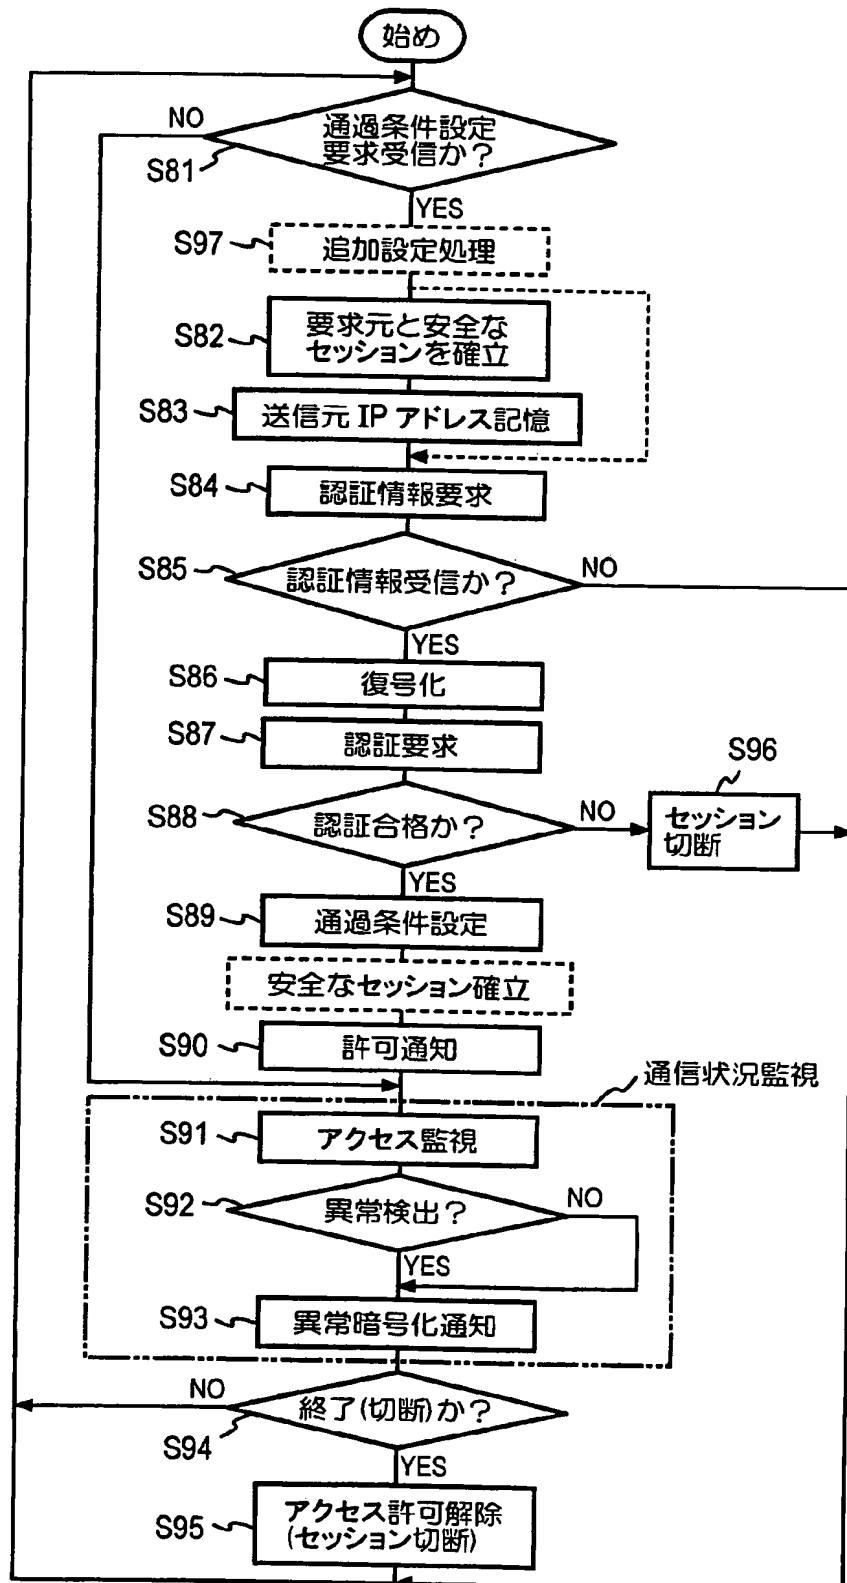 始め
NO
通過条件設定
要求受信か？
S81
YES
S97
追加設定処理
S82
要求元と安全な
セッションを確立
S83
送信元 IP アドレス記憶
S84
認証情報要求
S85
認証情報受信か？
NO
YES
S86
復号化
S87
認証要求
S96
S88
認証合格か？
NO
セッション
切断
YES
S89
通過条件設定
安全なセッション確立
S90
許可通知
通信状況監視
S91
アクセス監視
S92
異常検出？
NO
YES
S93
異常暗号化通知
NO
終了(切断)か？
S94
YES
S95
アクセス許可解除
(セッション切断)